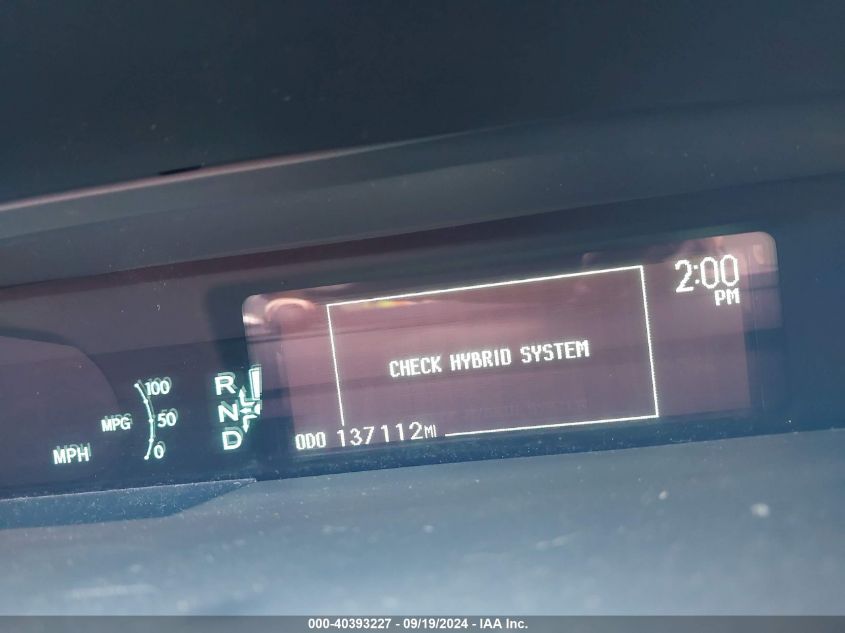 2:00
PM
CHECK HYBRID SYSTEM
100
MPG 50
0
MPH
R
N
D
ODO 137112MI
000-40393227 - 09/19/2024 - IAA Inc.